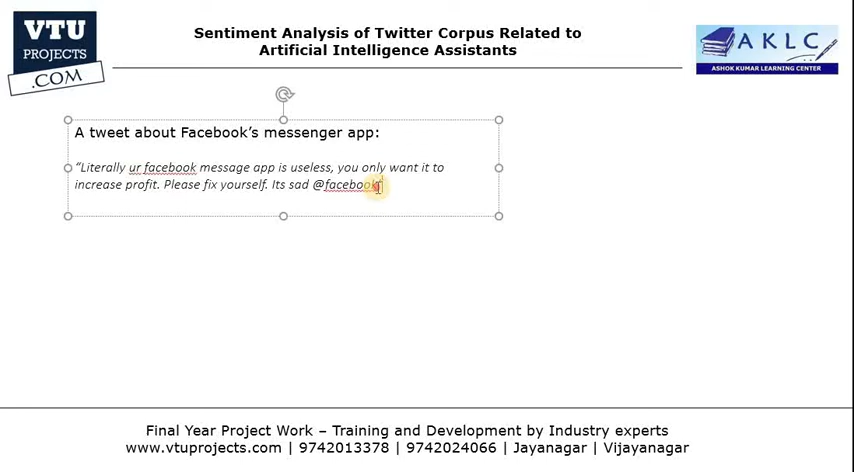 VTU
PROJECTS
.COM
Sentiment Analysis of Twitter Corpus Related to
Artificial Intelligence Assistants
AKLC
ASHOK KUMAR LEARNING CENTER
A tweet about Facebook’s messenger app:
“Literally ur facebook message app is useless, you only want it to
increase profit. Please fix yourself. Its sad @facebook”
Final Year Project Work – Training and Development by Industry experts
www.vtuprojects.com | 9742013378 | 9742024066 | Jayanagar | Vijayanagar